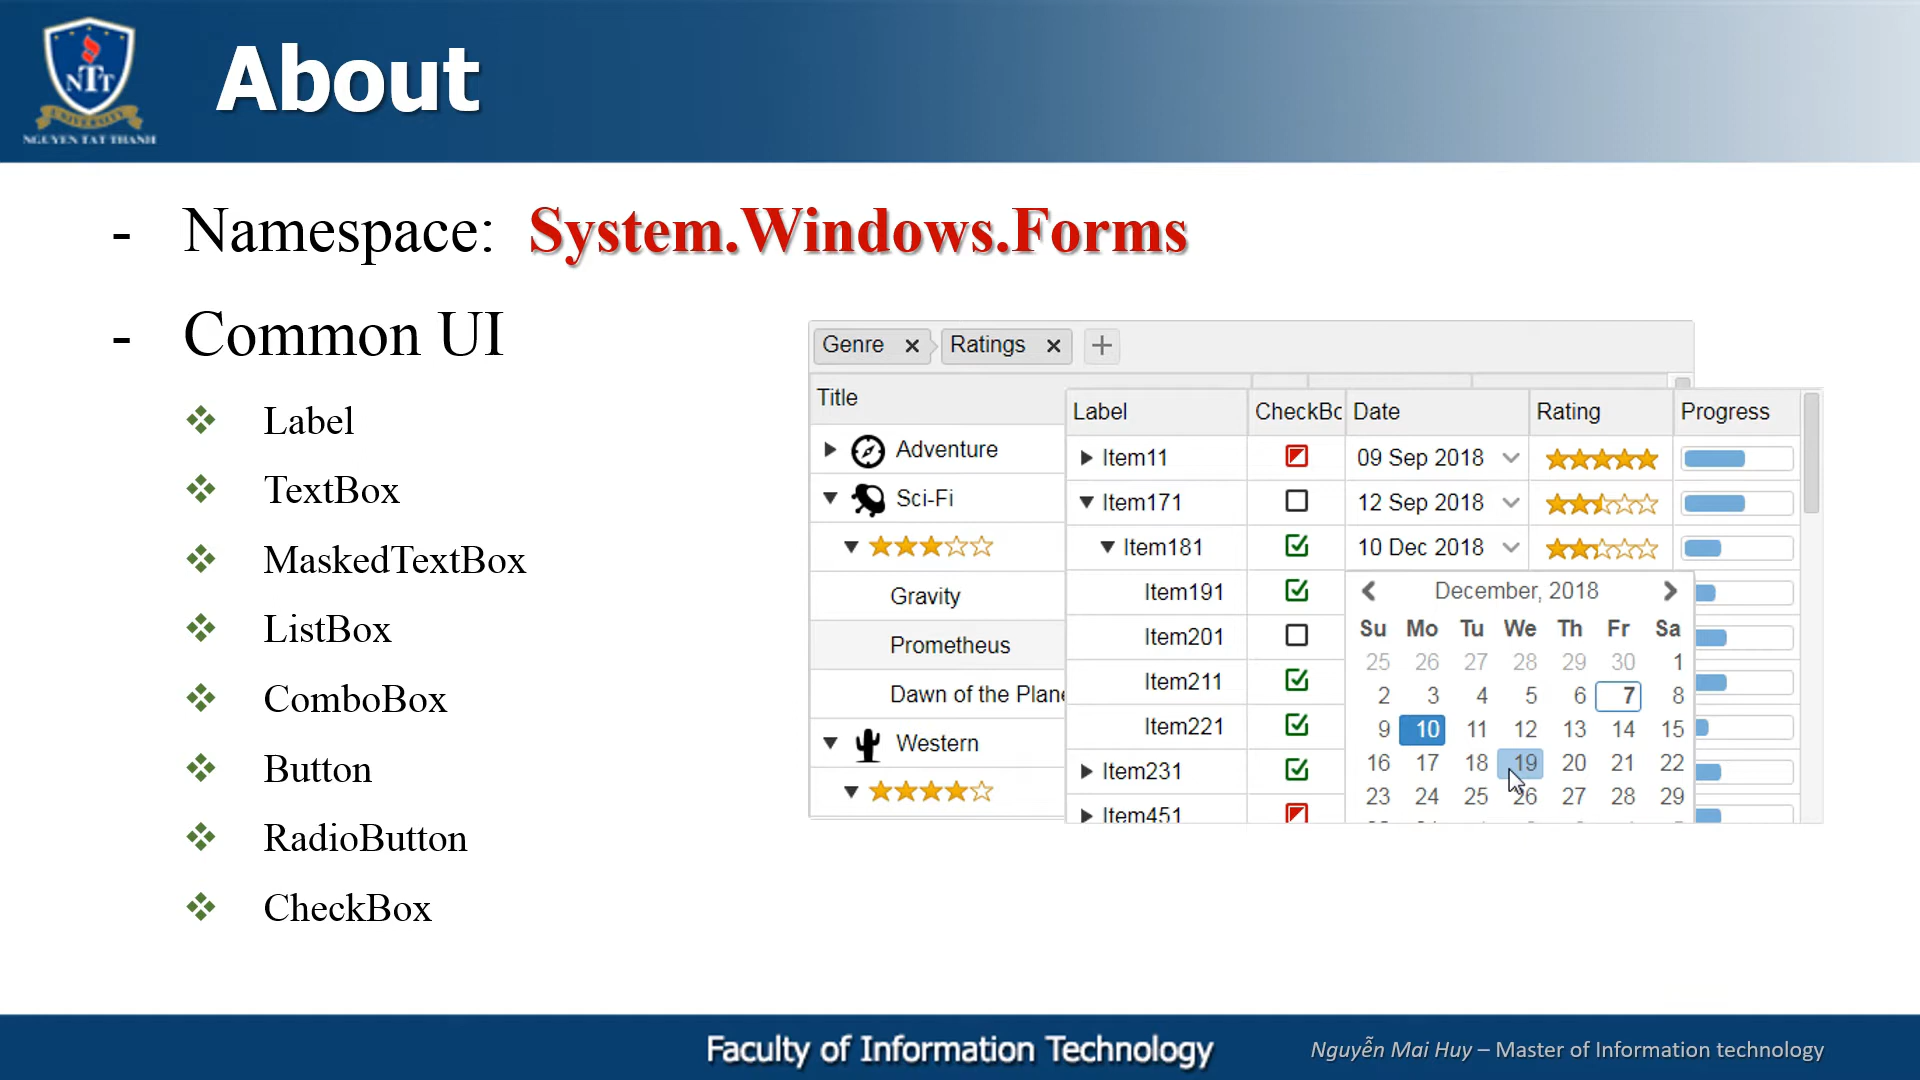 NTT
UNIVERSITY
NGUYEN TAT THANH
About
- Namespace: System.Windows.Forms
- Common UI
Label
TextBox
MaskedTextBox
ListBox
ComboBox
Button
RadioButton
CheckBox
Genre × Ratings × +
Title
Adventure
Sci-Fi
Gravity
Prometheus
Dawn of the Plane
Western
Label CheckBo Date Rating Progress
Item11 09 Sep 2018
Item171 12 Sep 2018
Item181 10 Dec 2018
Item191
Item201
Item211
Item221
Item231
Item451
December, 2018
Su Mo Tu We Th Fr Sa
25 26 27 28 29 30 1
2 3 4 5 6 7 8
9 10 11 12 13 14 15
16 17 18 19 20 21 22
23 24 25 26 27 28 29
Faculty of Information Technology
Nguyễn Mai Huy – Master of Information technology